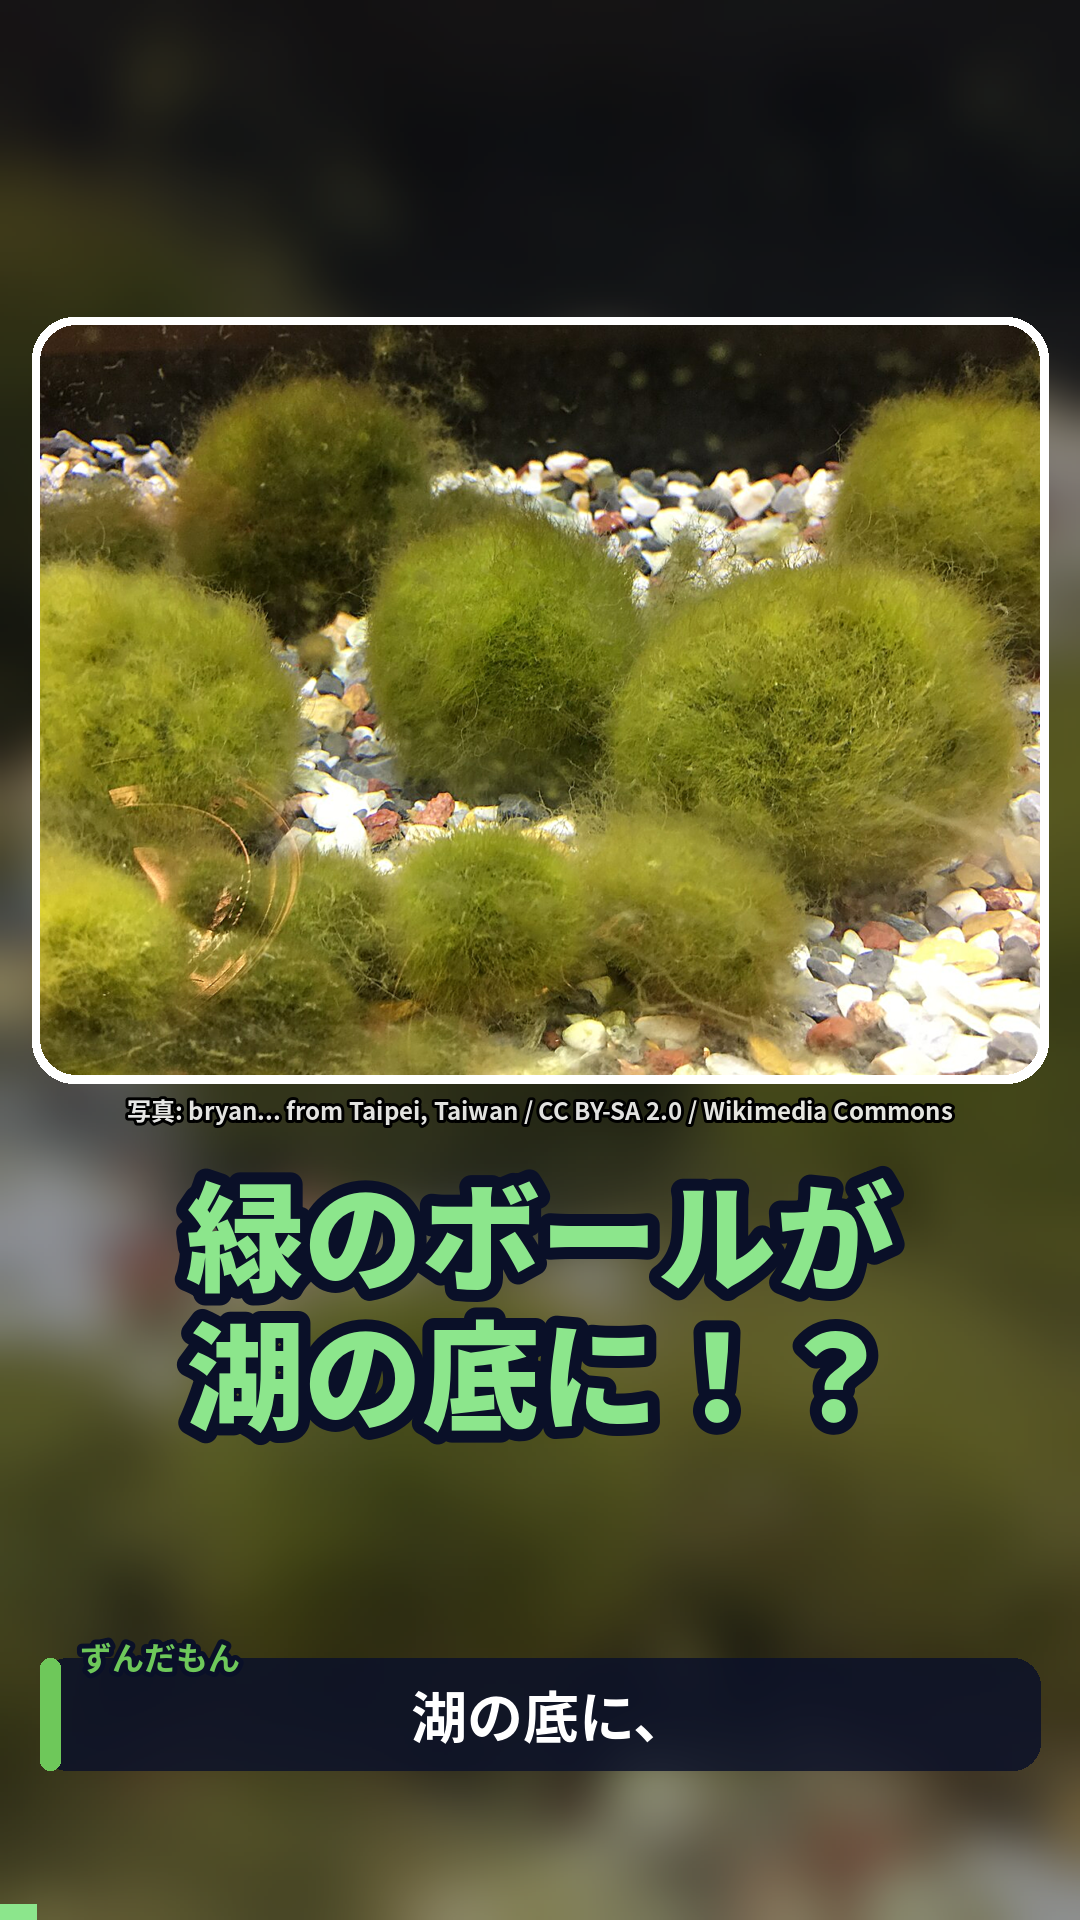 写真: bryan... from Taipei, Taiwan / CC BY-SA 2.0 / Wikimedia Commons
緑のボールが
湖の底に！？
ずんだもん
湖の底に、